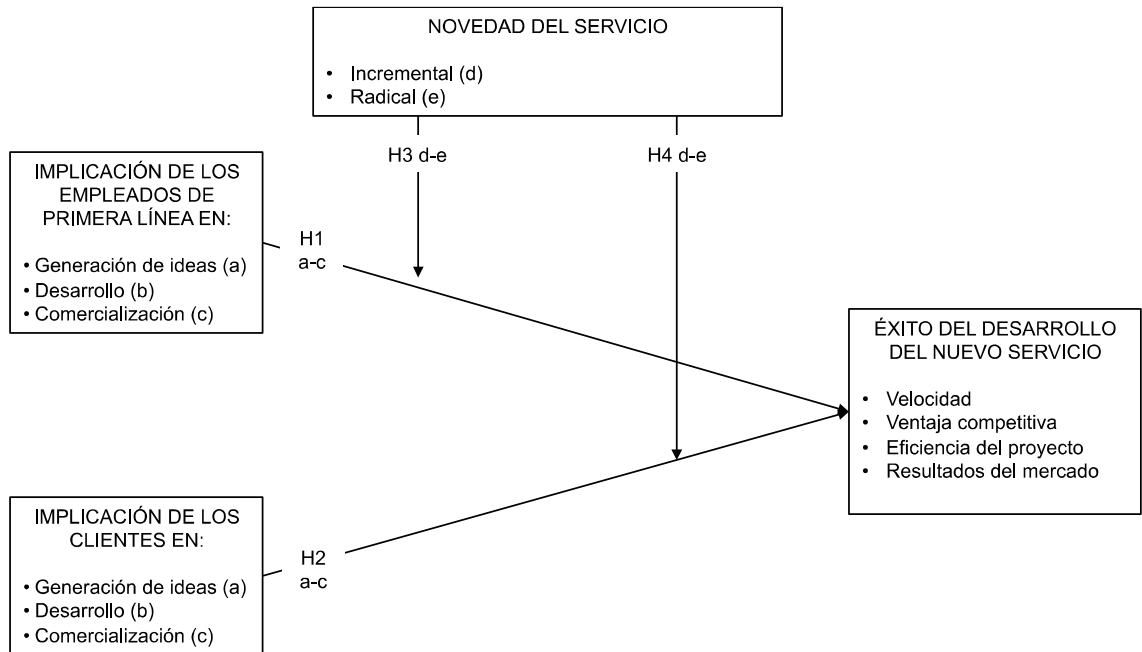 NOVEDAD DEL SERVICIO
• Incremental (d)
• Radical (e)
H3 d-e
H4 d-e
IMPLICACIÓN DE LOS
EMPLEADOS DE
PRIMERA LÍNEA EN:
• Generación de ideas (a)
• Desarrollo (b)
• Comercialización (c)
H1
a-c
ÉXITO DEL DESARROLLO
DEL NUEVO SERVICIO
• Velocidad
• Ventaja competitiva
• Eficiencia del proyecto
• Resultados del mercado
IMPLICACIÓN DE LOS
CLIENTES EN:
• Generación de ideas (a)
• Desarrollo (b)
• Comercialización (c)
H2
a-c